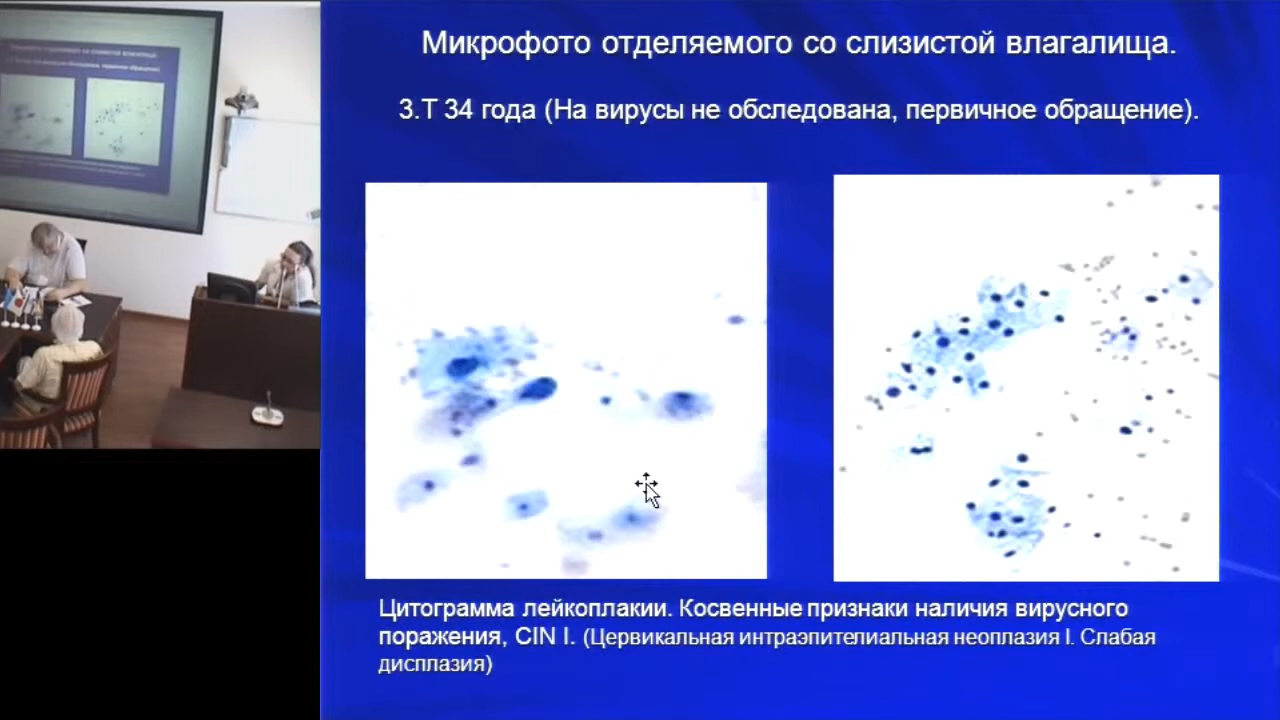 Микрофото отделяемого со слизистой влагалища.
3.Т 34 года (На вирусы не обследована, первичное обращение).
Цитограмма лейкоплакии. Косвенные признаки наличия вирусного
поражения, CIN I. (Цервикальная интраэпителиальная неоплазия I. Слабая
дисплазия)